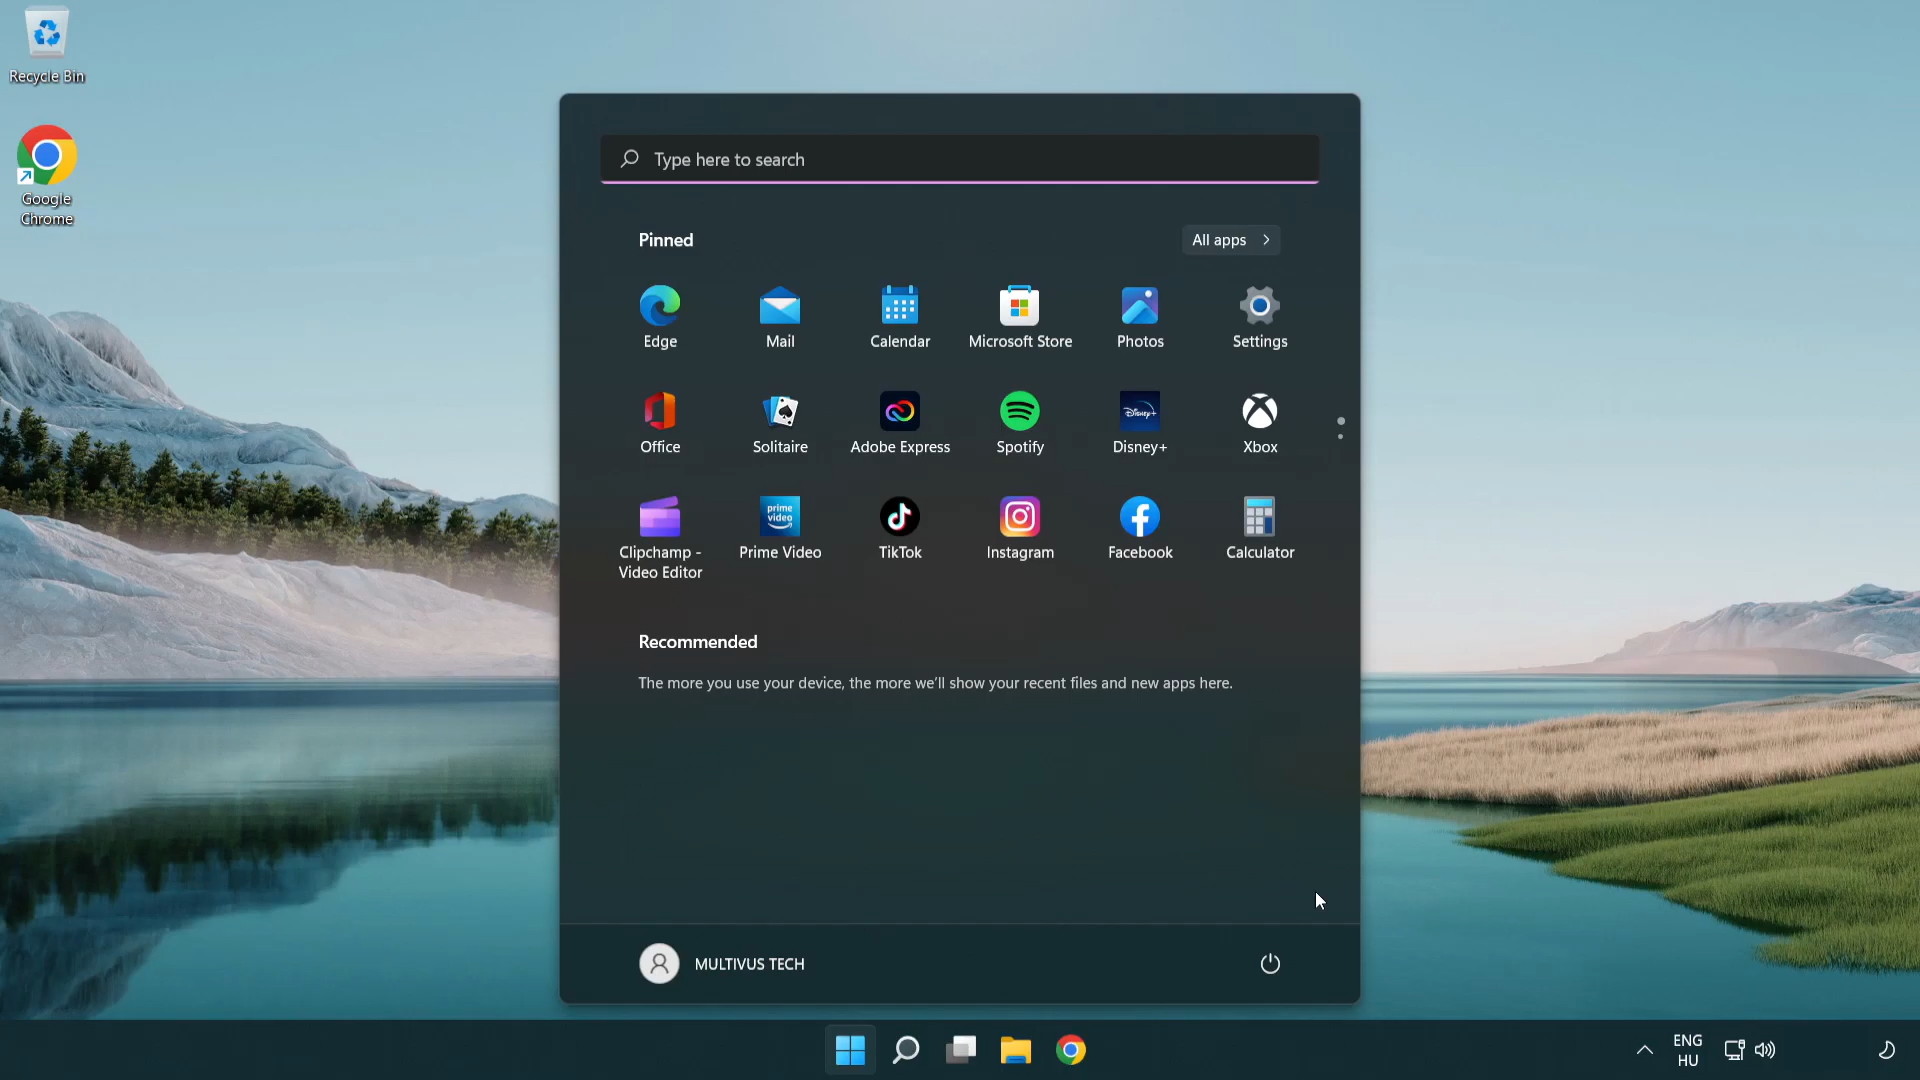 Recycle Bin
Google
Chrome
Type here to search
Pinned
All apps
Edge
Mail
Calendar
Microsoft Store
Photos
Settings
Office
Solitaire
Adobe Express
Spotify
Disney+
Disney+
Xbox
prime
video
Clipchamp -
Video Editor
Prime Video
TikTok
Instagram
Facebook
Calculator
Recommended
The more you use your device, the more we'll show your recent files and new apps here.
MULTIVUS TECH
ENG
HU